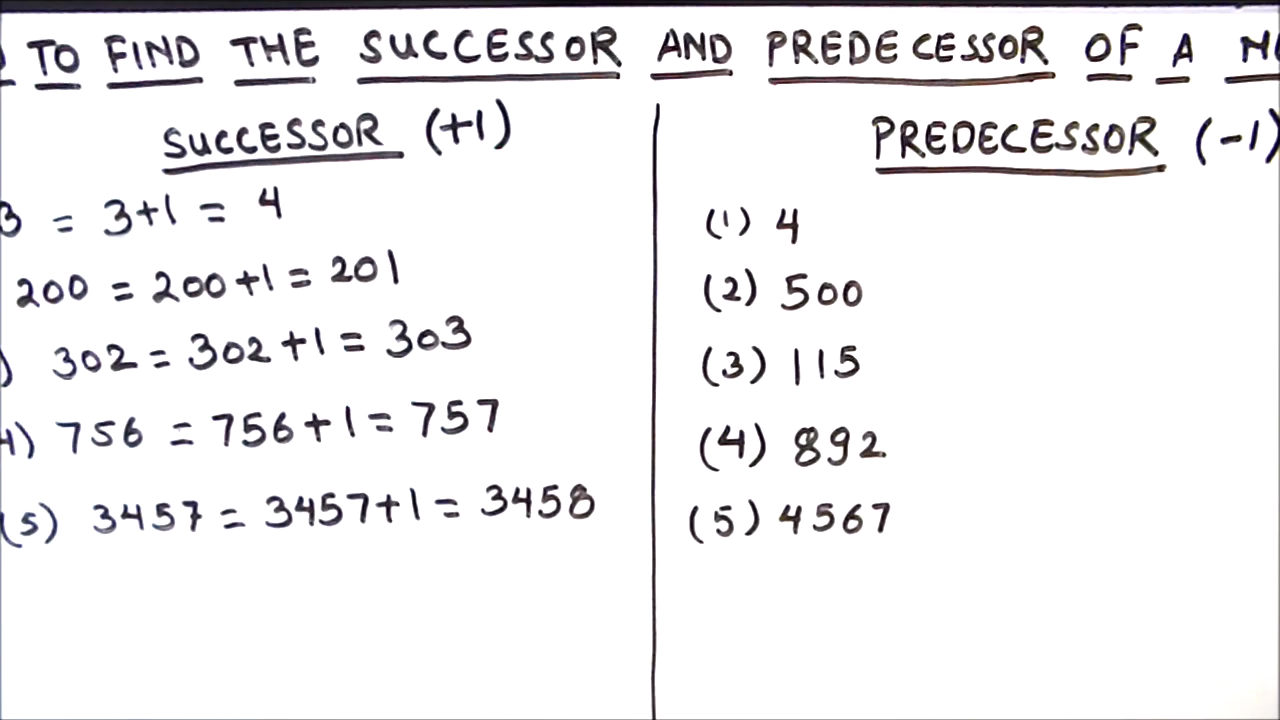 TO FIND THE SUCCESSOR AND PREDECESSOR OF A
SUCCESSOR (+1)
3 = 3+1 = 4
200 = 200+1 = 201
) 302 = 302+1 = 303
4) 756 = 756+1 = 757
(5) 3457 = 3457+1 = 3458
PREDECESSOR (-1)
(1) 4
(2) 500
(3) 115
(4) 892
(5) 4567